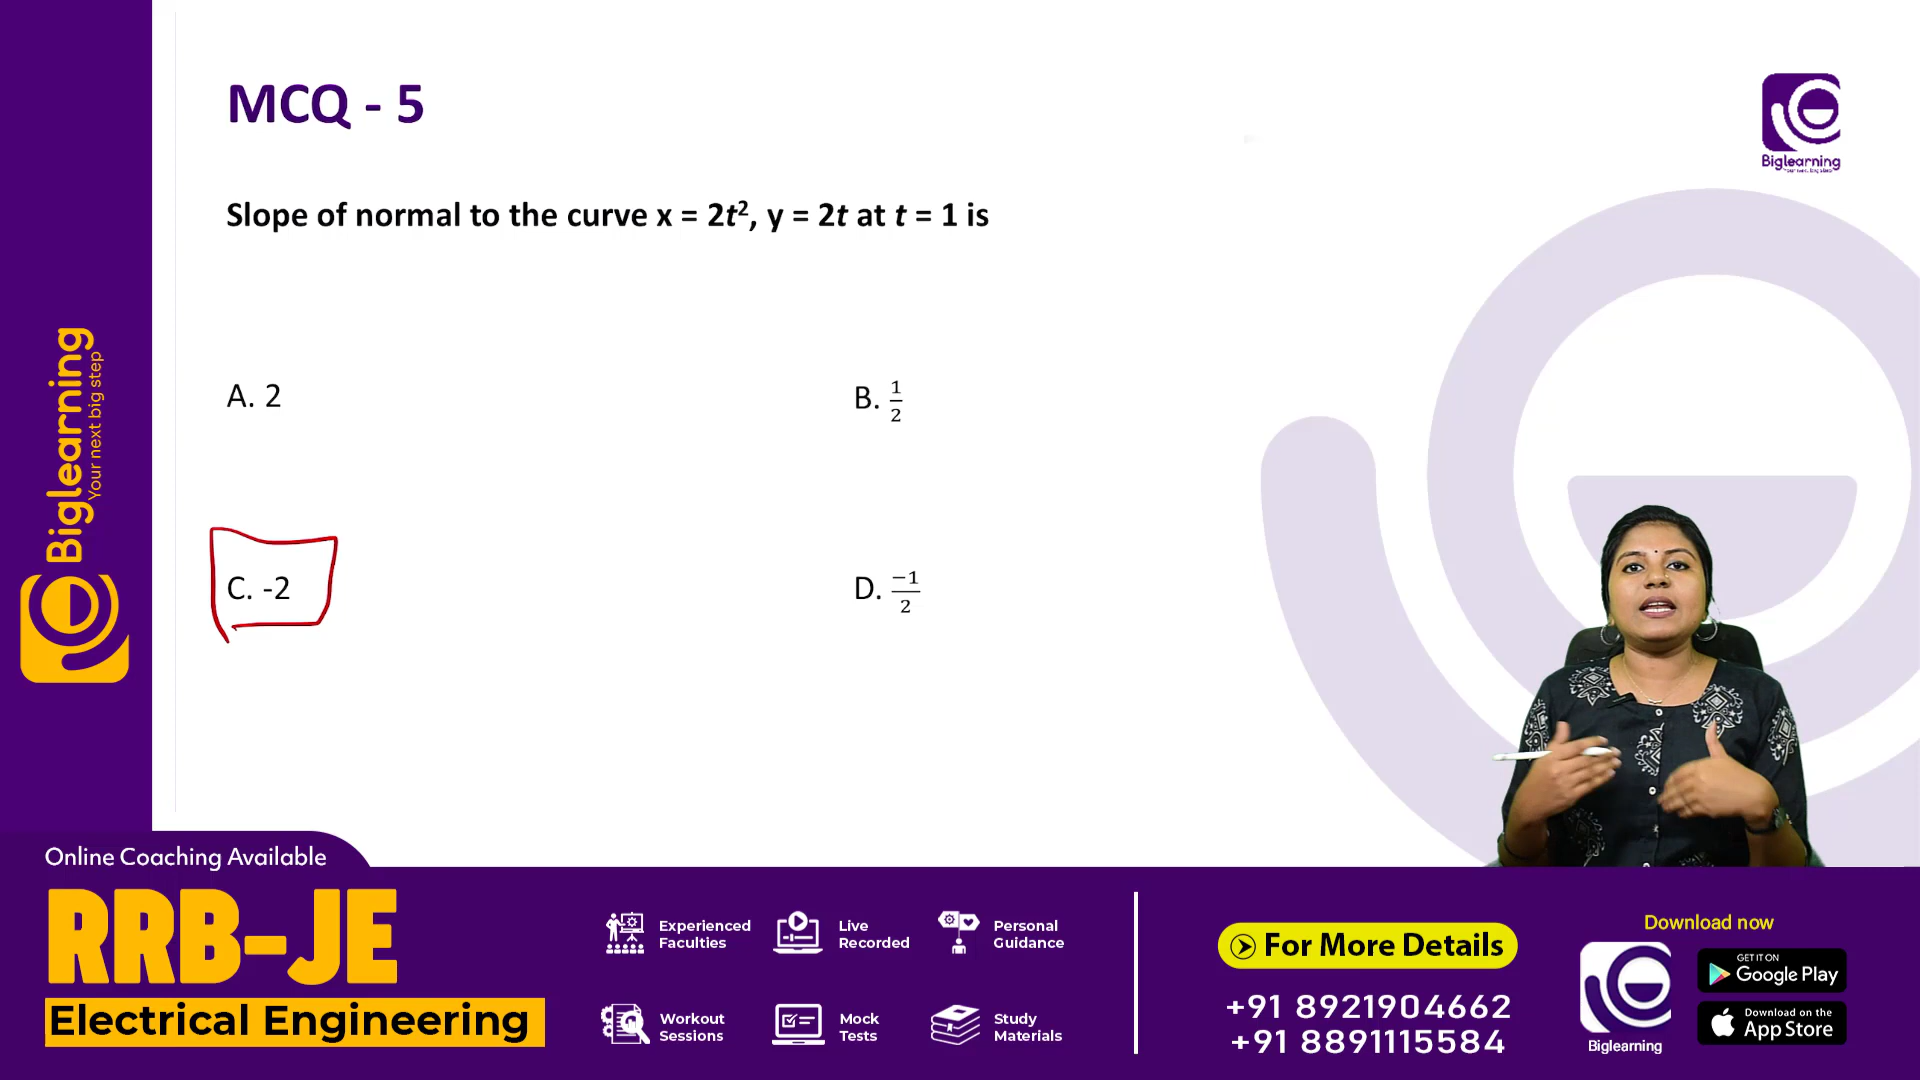 MCQ - 5
Biglearning
Slope of normal to the curve x = 2t², y = 2t at t = 1 is
A. 2
B. 1/2
C. -2
D. −1/2
Biglearning
Your next big step
Online Coaching Available
RRB-JE
Electrical Engineering
Experienced Faculties
Live Recorded
Personal Guidance
Workout Sessions
Mock Tests
Study Materials
For More Details
+91 8921904662
+91 8891115584
Download now
Biglearning
GET IT ON
Google Play
Download on the
App Store